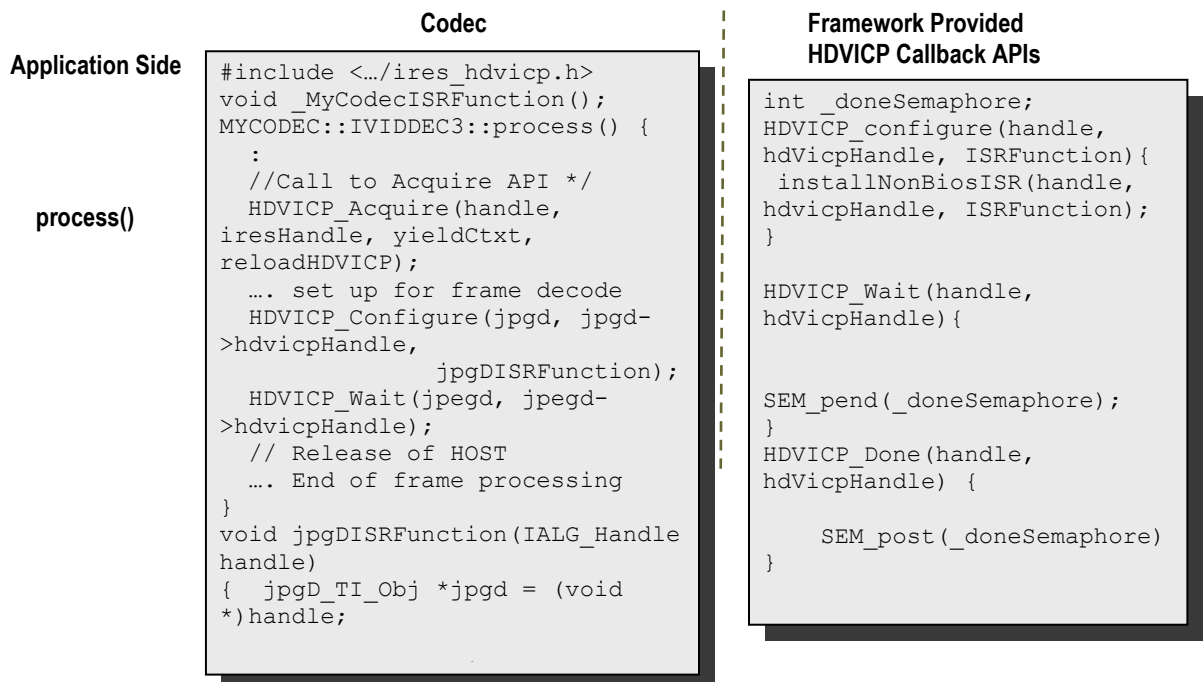 Codec
Framework Provided
HDVICP Callback APIs
Application Side
process()
#include <…/ires_hdvicp.h>
void _MyCodecISRFunction();
MYCODEC::IVIDDEC3::process() {
:
//Call to Acquire API */
HDVICP_Acquire(handle,
iresHandle, yieldCtxt,
reloadHDVICP);
…. set up for frame decode
HDVICP_Configure(jpgd, jpgd-
>hdvicpHandle,
jpgDISRFunction);
HDVICP_Wait(jpegd, jpegd-
>hdvicpHandle);
// Release of HOST
…. End of frame processing
}
void jpgDISRFunction(IALG_Handle
handle)
{ jpgD_TI_Obj *jpgd = (void
*)handle;
int _doneSemaphore;
HDVICP_configure(handle,
hdVicpHandle, ISRFunction){
installNonBiosISR(handle,
hdvicpHandle, ISRFunction);
}
HDVICP_Wait(handle,
hdVicpHandle){
SEM_pend(_doneSemaphore);
}
HDVICP_Done(handle,
hdVicpHandle) {
SEM_post(_doneSemaphore)
}